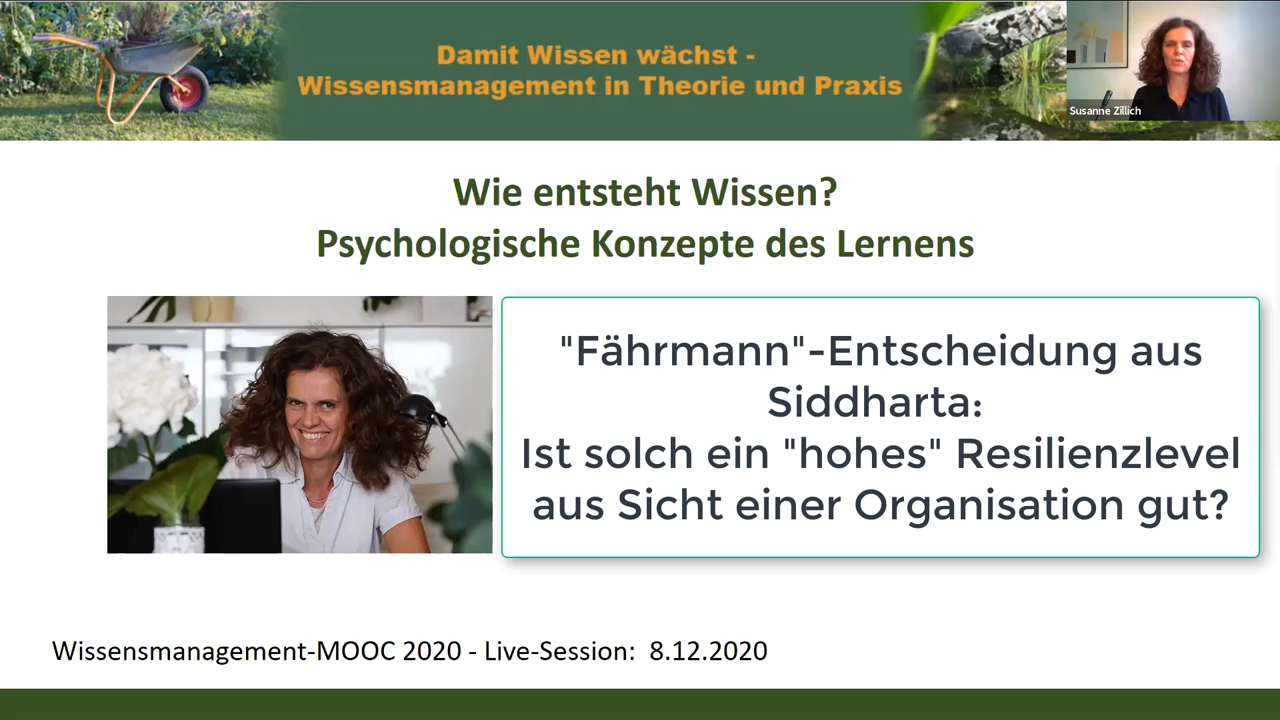 Damit Wissen wächst -
Wissensmanagement in Theorie und Praxis
Susanne Zillich
Wie entsteht Wissen?
Psychologische Konzepte des Lernens
"Fährmann"-Entscheidung aus
Siddharta:
Ist solch ein "hohes" Resilienzlevel
aus Sicht einer Organisation gut?
Wissensmanagement-MOOC 2020 - Live-Session: 8.12.2020